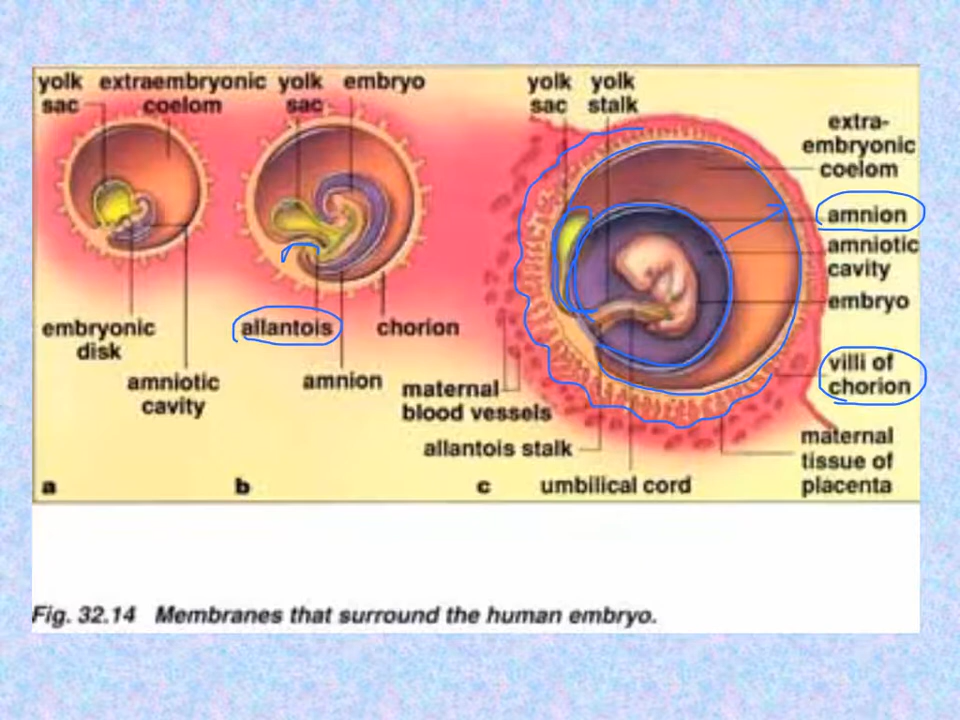 yolk sac
extraembryonic coelom
yolk sac
embryo
embryonic disk
amniotic cavity
a
allantois
chorion
amnion
b
yolk sac
yolk stalk
extra-embryonic coelom
amnion
amniotic cavity
embryo
villi of chorion
maternal blood vessels
allantois stalk
umbilical cord
maternal tissue of placenta
c
Fig. 32.14 Membranes that surround the human embryo.